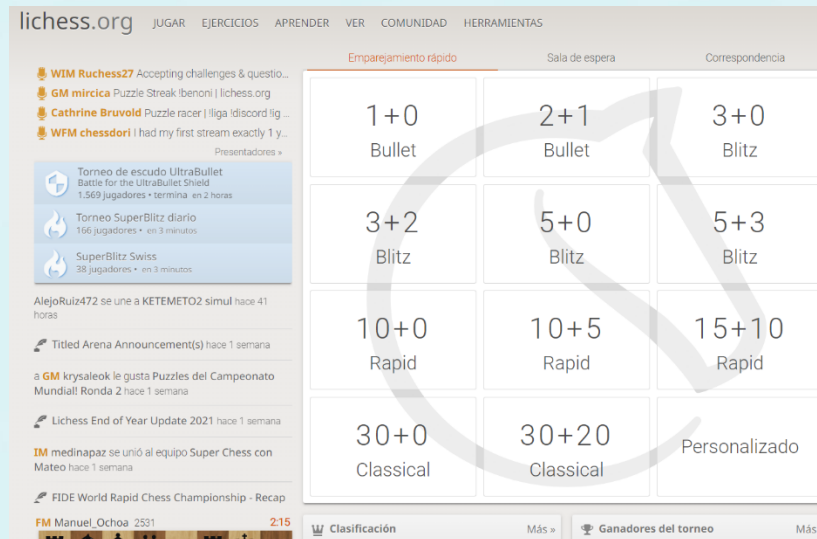 lichess.org JUGAR EJERCICIOS APRENDER VER COMUNIDAD HERRAMIENTAS
WIM Ruchess27 Accepting challenges & questio...
GM mircica Puzzle Streak !benoni | lichess.org
Cathrine Bruvold Puzzle racer | !liga !discord !ig ...
WFM chessdori I had my first stream exactly 1 y...
Presentadores »
Torneo de escudo UltraBullet
Battle for the UltraBullet Shield
1.569 jugadores • termina en 2 horas
Torneo SuperBlitz diario
166 jugadores • en 3 minutos
SuperBlitz Swiss
38 jugadores • en 3 minutos
AlejoRuiz472 se une a KETEMETO2 simul hace 41
horas
Titled Arena Announcement(s) hace 1 semana
a GM krysaleok le gusta Puzzles del Campeonato
Mundial! Ronda 2 hace 1 semana
Lichess End of Year Update 2021 hace 1 semana
IM medinapaz se unió al equipo Super Chess con
Mateo hace 1 semana
FIDE World Rapid Chess Championship - Recap
FM Manuel_Ochoa 2531 2:15
Emparejamiento rápido Sala de espera Correspondencia
1+0 2+1 3+0
Bullet Bullet Blitz
3+2 5+0 5+3
Blitz Blitz Blitz
10+0 10+5 15+10
Rapid Rapid Rapid
30+0 30+20 Personalizado
Classical Classical
Clasificación Más » Ganadores del torneo Más